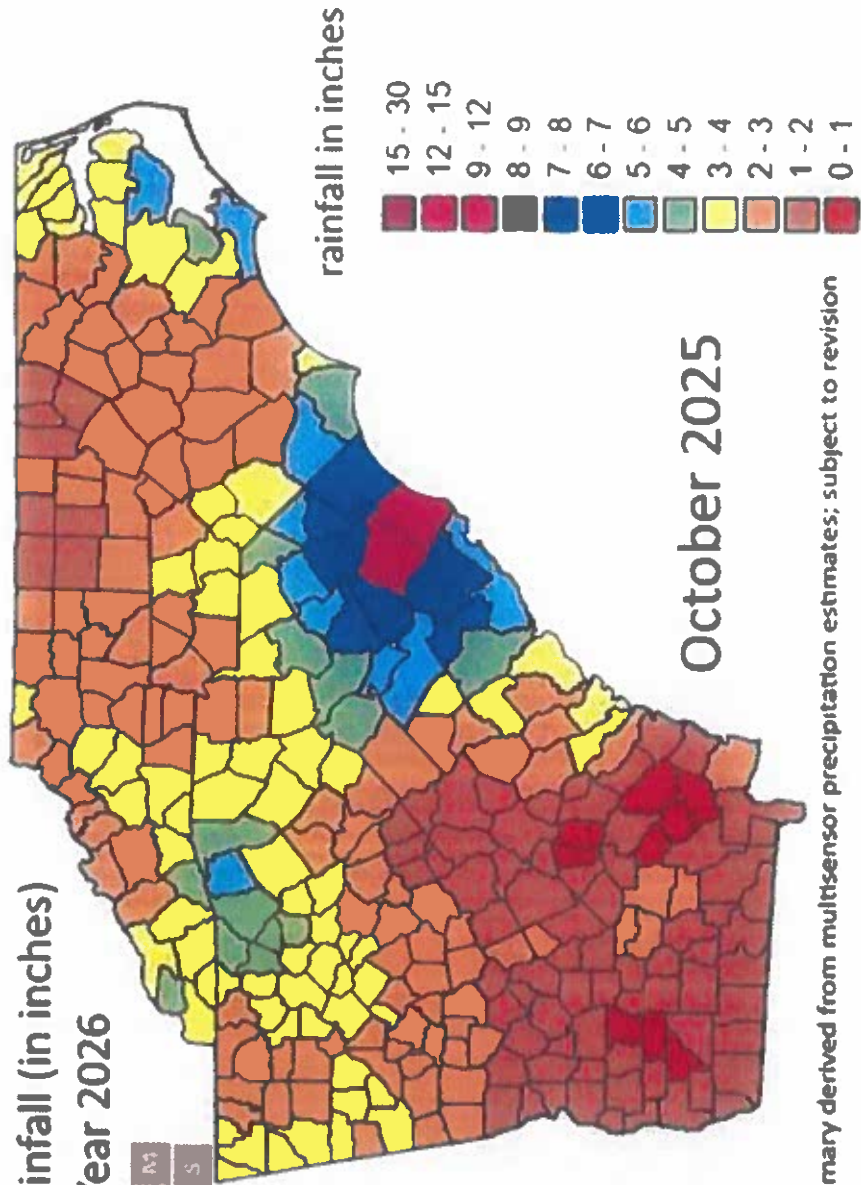 infall (in inches)
Year 2026
M
S
rainfall in inches
15 - 30
12 - 15
9 - 12
8 - 9
7 - 8
6 - 7
5 - 6
4 - 5
3 - 4
2 - 3
1 - 2
0 - 1
October 2025
mary derived from multisensor precipitation estimates; subject to revision